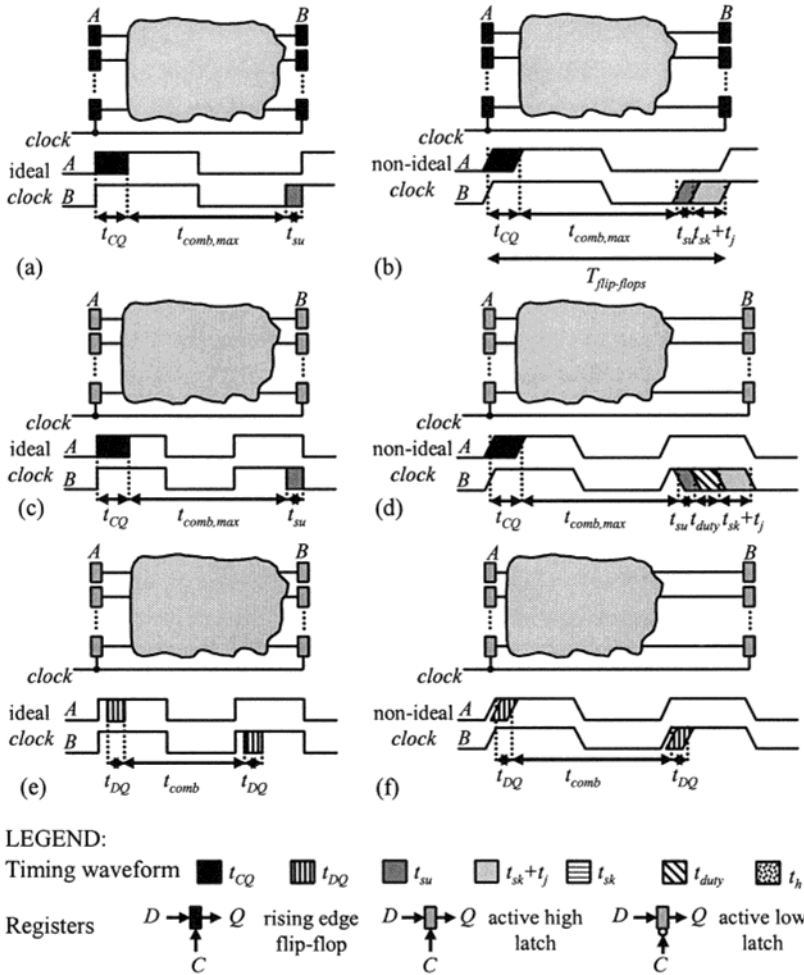 A B
clock
ideal A
clock B
t_CQ t_comb,max t_su
(a)
A B
clock
non-ideal A
clock B
t_CQ t_comb,max t_su t_sk+t_j
(b)
T_flip-flops
A B
clock
ideal A
clock B
(c)
t_CQ t_comb,max t_su
A B
clock
non-ideal A
clock B
(d)
t_CQ t_comb,max t_su t_duty t_sk+t_j
A B
clock
ideal A
clock B
(e)
t_DQ t_comb t_DQ
A B
clock
non-ideal A
clock B
(f)
t_DQ t_comb t_DQ
LEGEND:
Timing waveform t_CQ t_DQ t_su t_sk+t_j t_sk t_duty t_h
Registers D Q rising edge flip-flop C
D Q active high latch C
D Q active low latch C